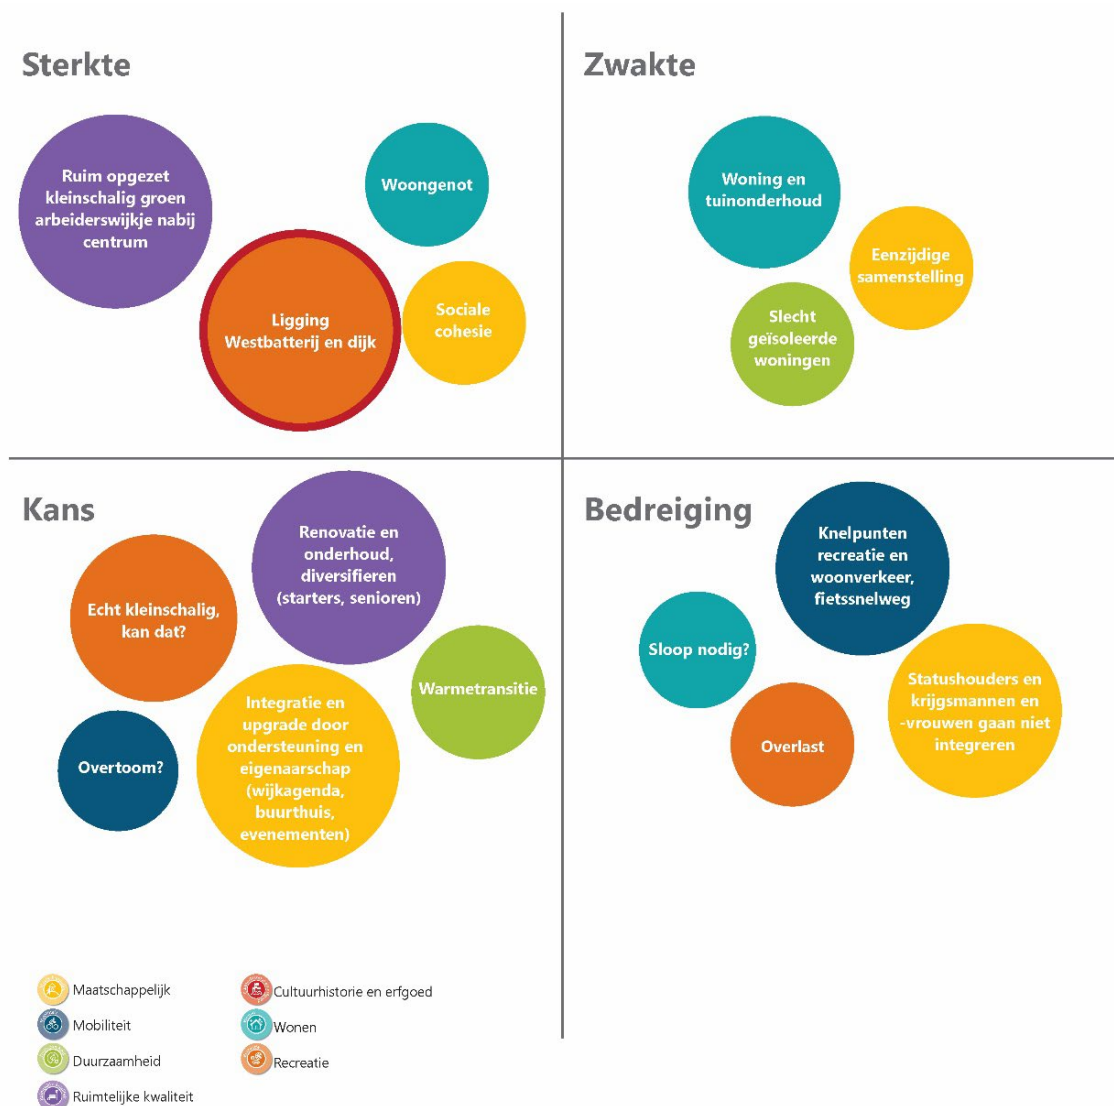 Sterkte
Ruim opgezet
kleinschalig groen
arbeiderswijkje nabij
centrum
Woongenot
Ligging
Westbatterij en dijk
Sociale
cohesie
Zwakte
Woning en
tuinonderhoud
Eenzijdige
samenstelling
Slecht
geïsoleerde
woningen
Kans
Renovatie en
onderhoud,
diversifieren
(starters, senioren)
Echt kleinschalig,
kan dat?
Warmetransitie
Integratie en
upgrade door
ondersteuning en
eigenaarschap
(wijkagenda,
buurthuis,
evenementen)
Overtoom?
Bedreiging
Knelpunten
recreatie en
woonverkeer,
fietssnelweg
Sloop nodig?
Statushouders en
krijgsmannen en
-vrouwen gaan niet
integreren
Overlast
Maatschappelijk
Mobiliteit
Duurzaamheid
Ruimtelijke kwaliteit
Cultuurhistorie en erfgoed
Wonen
Recreatie